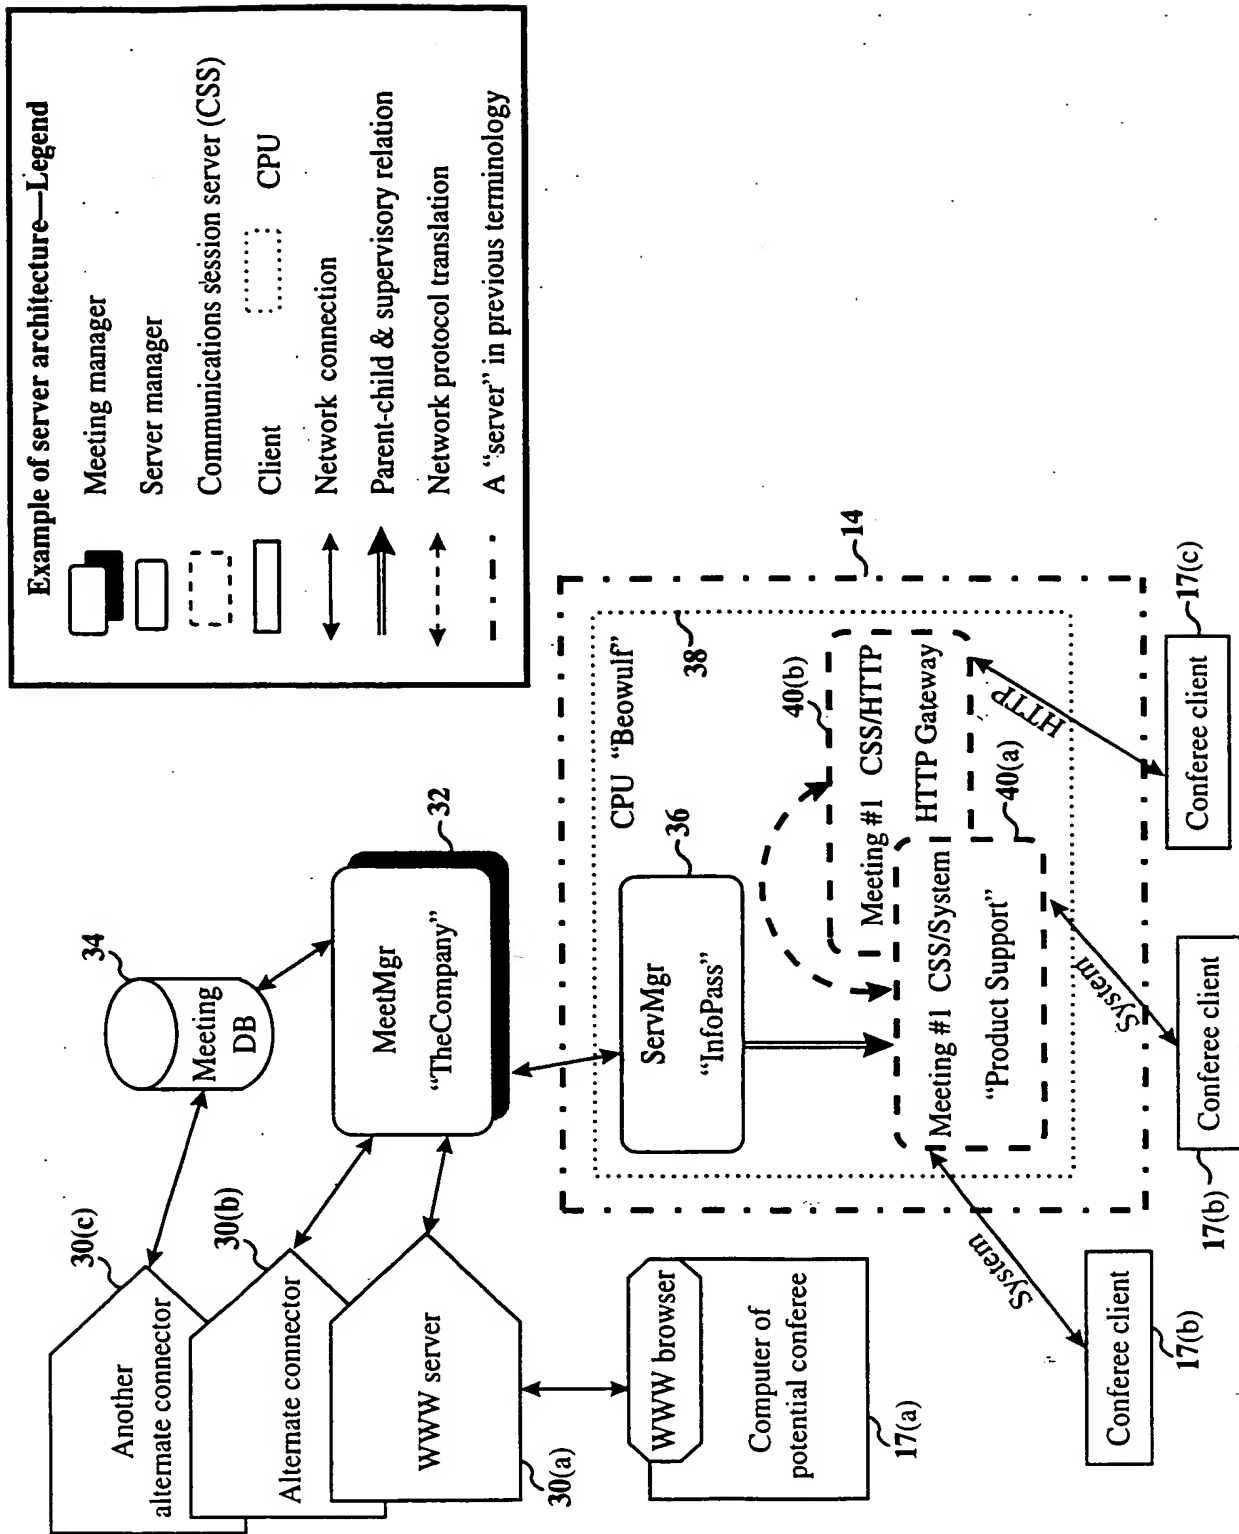 Example of server architecture—Legend
Meeting manager
Server manager
Communications session server (CSS)
Client
CPU
Network connection
Parent-child & supervisory relation
Network protocol translation
A “server” in previous terminology
30(c)
Another
alternate connector
30(b)
Alternate connector
WWW server
30(a)
34
Meeting
DB
32
MeetMgr
“TheCompany”
WWW browser
Computer of
potential conferee
17(a)
14
38
CPU “Beowulf”
36
ServMgr
“InfoPass”
40(b)
Meeting #1 CSS/HTTP
HTTP Gateway
40(a)
Meeting #1 CSS/System
“Product Support”
System
System
HTTP
Conferee client
17(b)
Conferee client
17(b)
Conferee client
17(c)